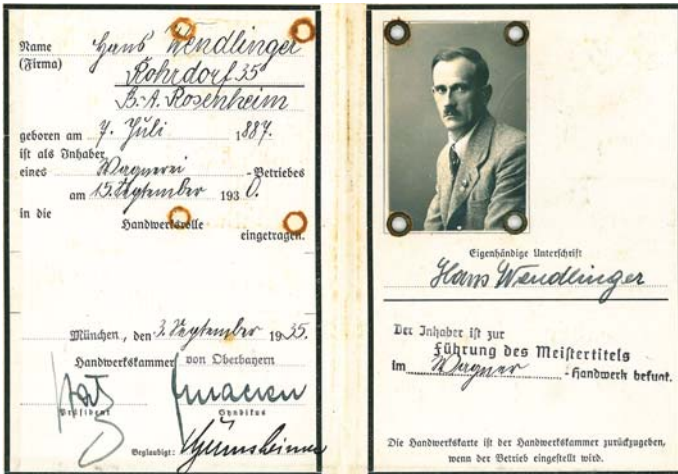 Name Hans Wendlinger
(Firma) Rohrdorf 35
B.-A. Rosenheim
geboren am 7. Juli 1887.
ist als Inhaber
eines Wagnerei -Betriebes
am 15. September 1930.
in die Handwerksrolle
eingetragen.
München, den 3. September 1935.
Handwerkskammer von Oberbayern
Präsident Syndikus
Beglaubigt:
Eigenhändige Unterschrift
Hans Wendlinger
Der Inhaber ist zur
Führung des Meistertitels
im Wagner -Handwerk befugt.
Die Handwerkskarte ist der Handwerkskammer zurückzugeben,
wenn der Betrieb eingestellt wird.